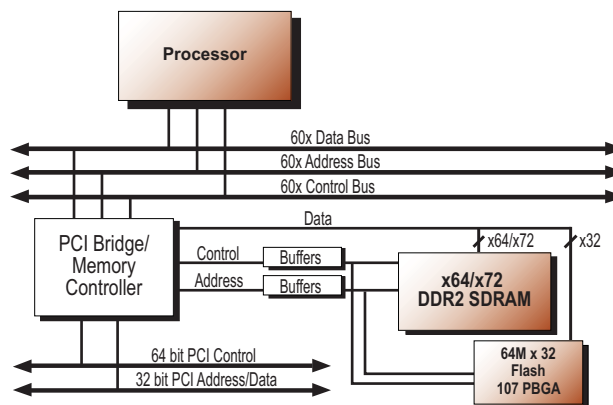 Processor
60x Data Bus
60x Address Bus
60x Control Bus
Data
PCI Bridge/
Memory
Controller
Control
Buffers
Address
Buffers
x64/x72
x32
x64/x72
DDR2 SDRAM
64M x 32
Flash
107 PBGA
64 bit PCI Control
32 bit PCI Address/Data